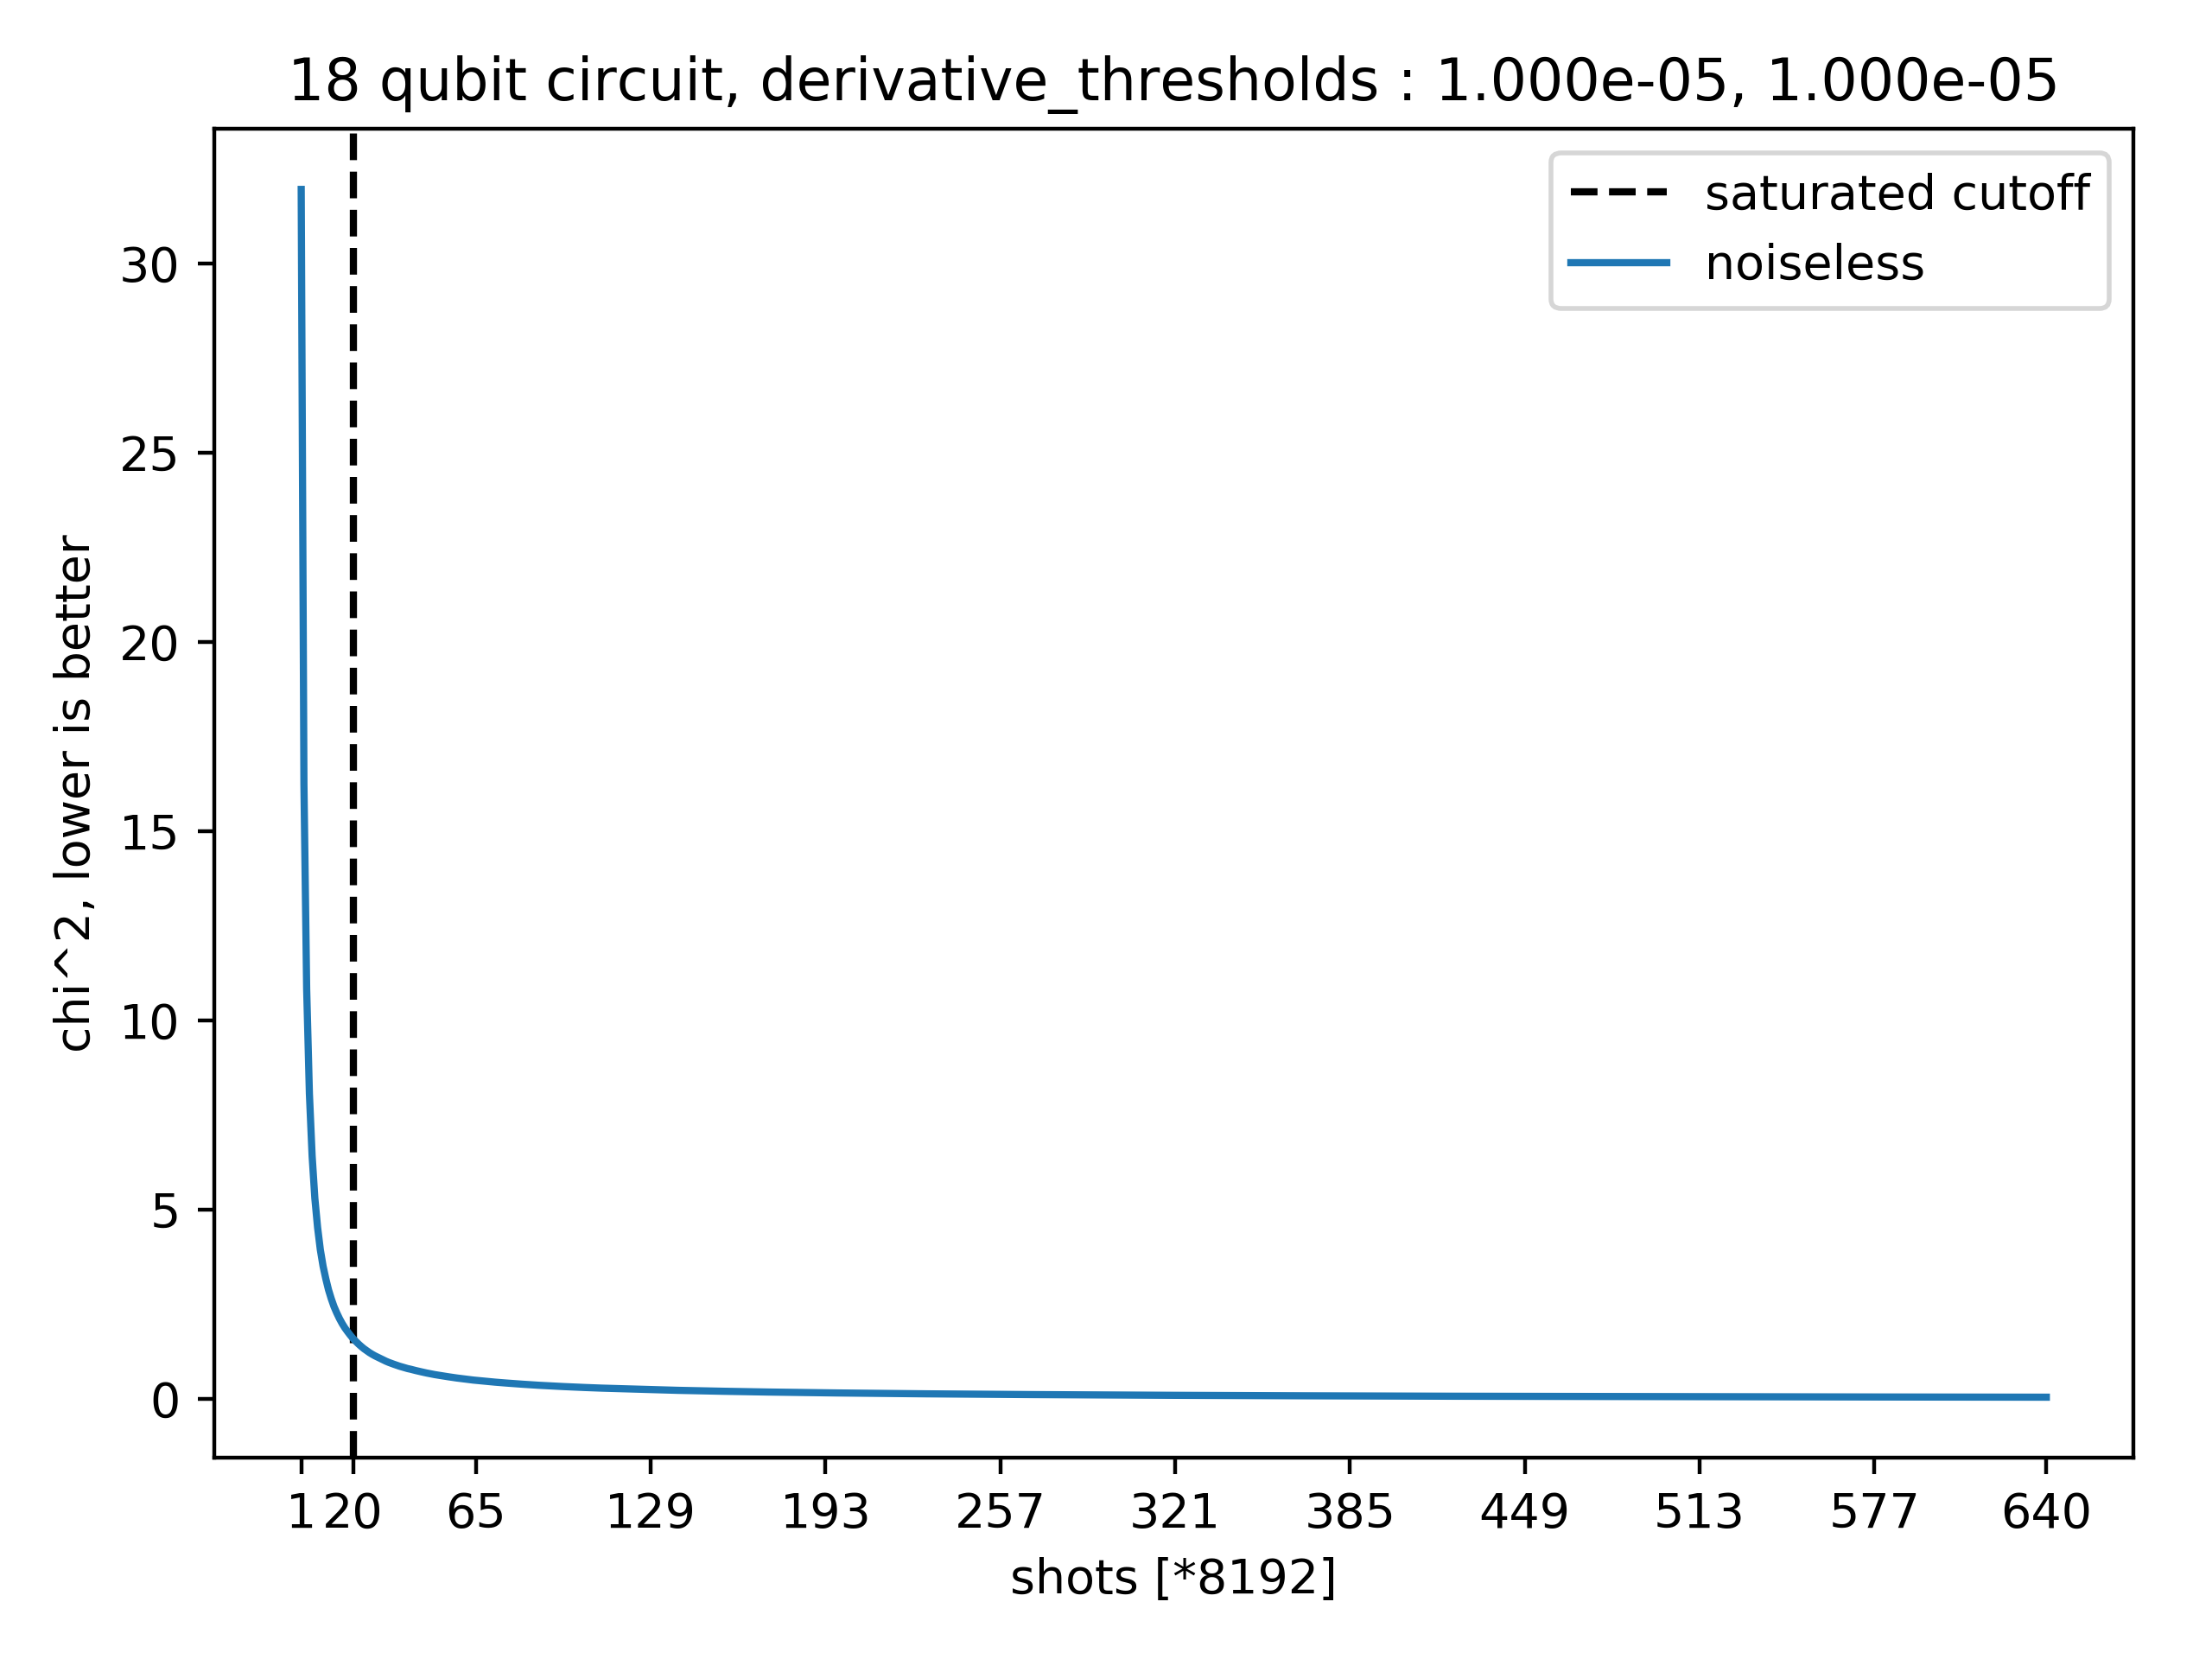 18 qubit circuit, derivative_thresholds : 1.000e-05, 1.000e-05
saturated cutoff
noiseless
chi^2, lower is better
30
25
20
15
10
5
0
1 20 65 129 193 257 321 385 449 513 577 640
shots [*8192]